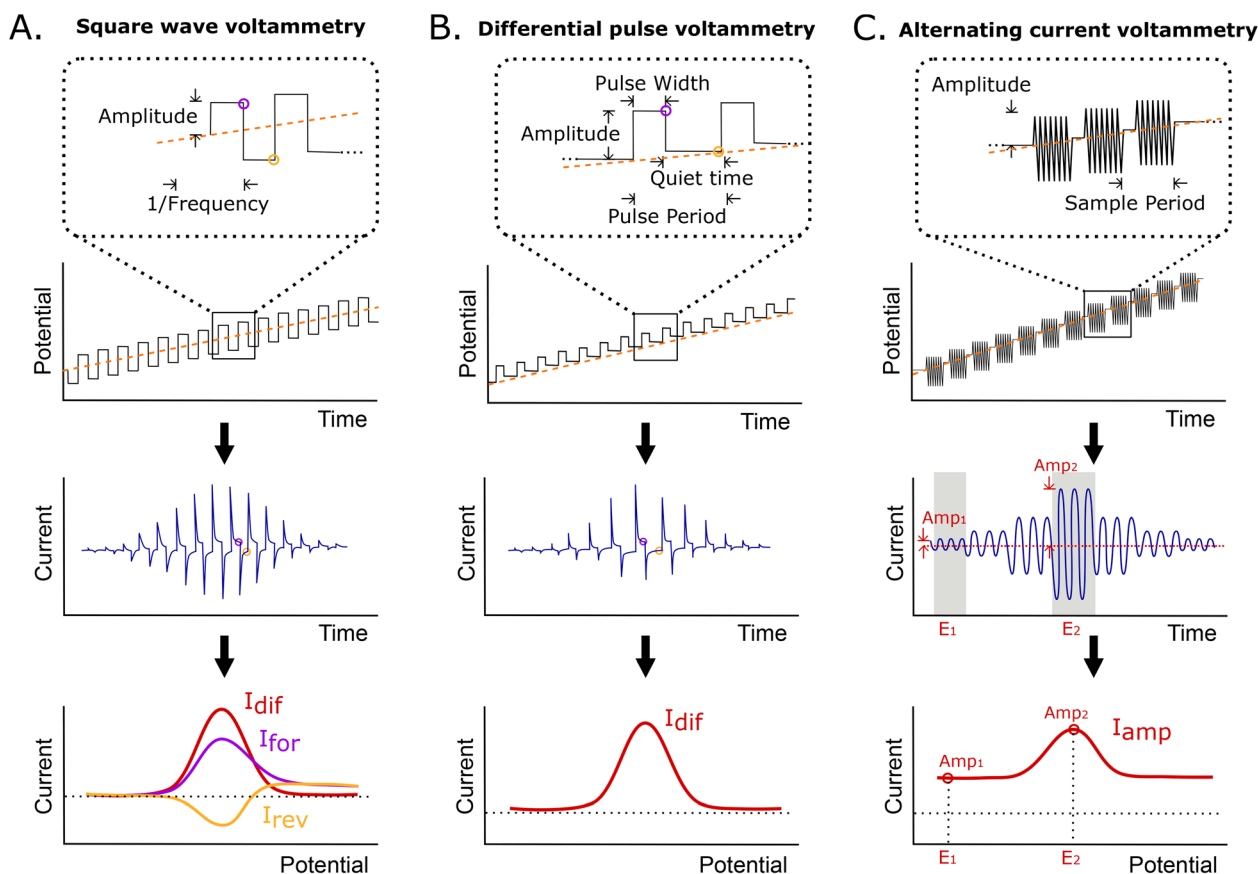 A. Square wave voltammetry
Amplitude
1/Frequency
Potential
Time
Current
Time
Idif
Ifor
Irev
Current
Potential
B. Differential pulse voltammetry
Pulse Width
Amplitude
Quiet time
Pulse Period
Potential
Time
Current
Time
Idif
Current
Potential
C. Alternating current voltammetry
Amplitude
Sample Period
Potential
Time
Amp2
Amp1
Current
E1 E2
Time
Amp2
Iamp
Amp1
Current
E1 E2
Potential